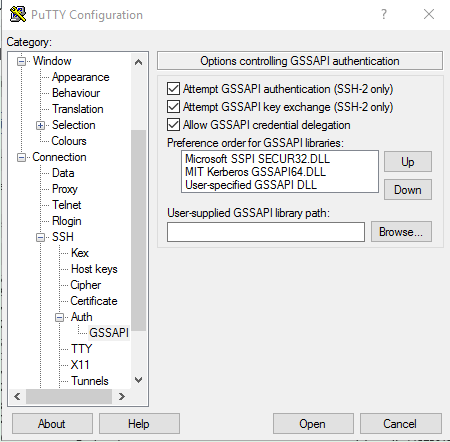 PuTTY Configuration
Category:
Window
Appearance
Behaviour
Translation
Selection
Colours
Connection
Data
Proxy
Telnet
Rlogin
SSH
Kex
Host keys
Cipher
Certificate
Auth
GSSAPI
TTY
X11
Tunnels
Options controlling GSSAPI authentication
Attempt GSSAPI authentication (SSH-2 only)
Attempt GSSAPI key exchange (SSH-2 only)
Allow GSSAPI credential delegation
Preference order for GSSAPI libraries:
Microsoft SSPI SECUR32.DLL
MIT Kerberos GSSAPI64.DLL
User-specified GSSAPI DLL
Up
Down
User-supplied GSSAPI library path:
Browse...
About
Help
Open
Cancel